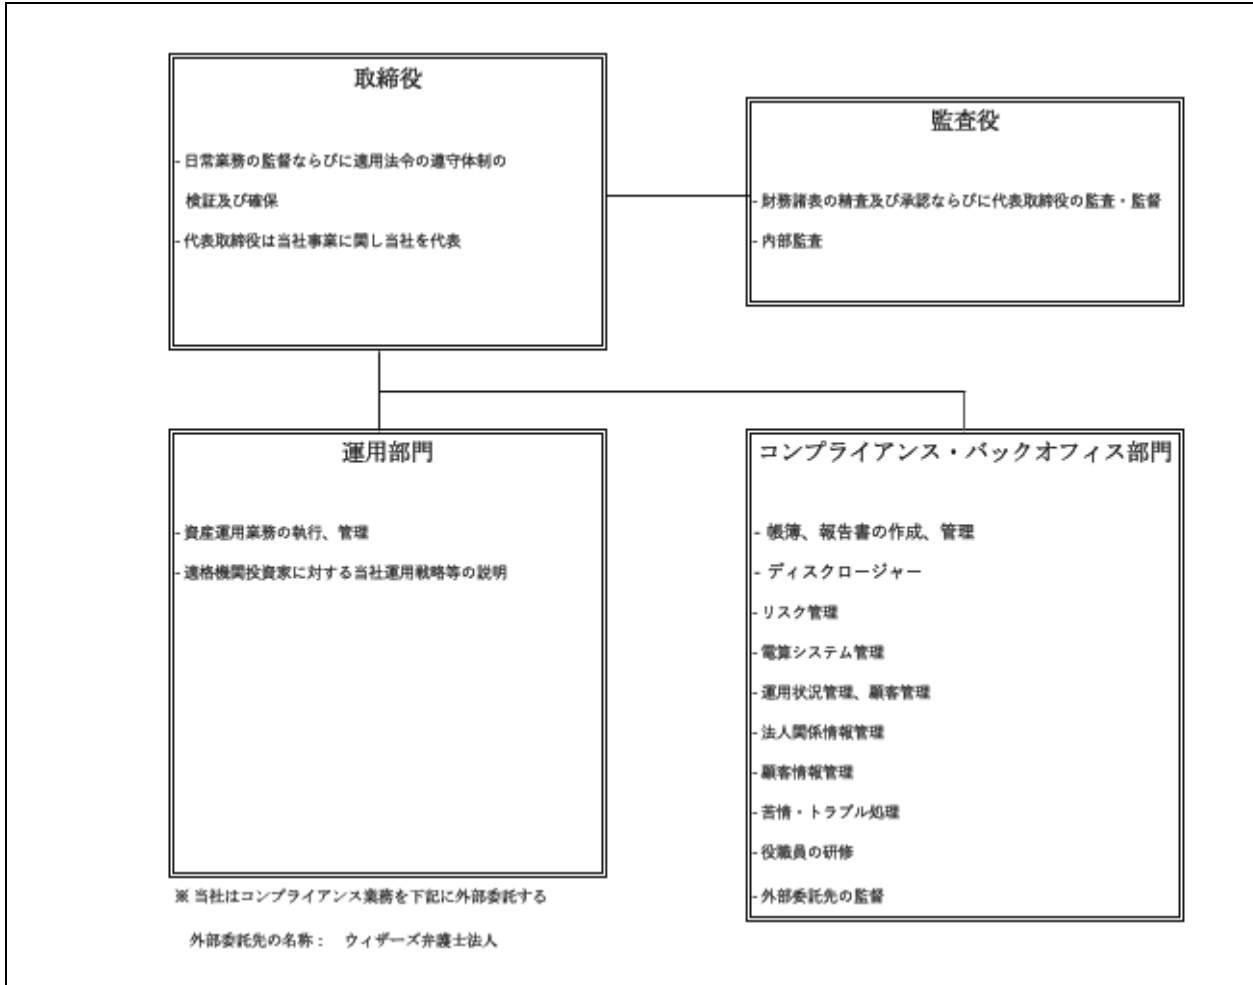 取締役
- 日常業務の監督ならびに適用法令の遵守体制の
検証及び確保
- 代表取締役は当社事業に関し当社を代表
監査役
- 財務諸表の精査及び承認ならびに代表取締役の監査・監督
- 内部監査
運用部門
- 資産運用業務の執行、管理
- 適格機関投資家に対する当社運用戦略等の説明
コンプライアンス・バックオフィス部門
- 帳簿、報告書の作成、管理
- ディスクロージャー
- リスク管理
- 電算システム管理
- 運用状況管理、顧客管理
- 法人関係情報管理
- 顧客情報管理
- 苦情・トラブル処理
- 役職員の研修
- 外部委託先の監督
※ 当社はコンプライアンス業務を下記に外部委託する
外部委託先の名称： ウィザーズ弁護士法人